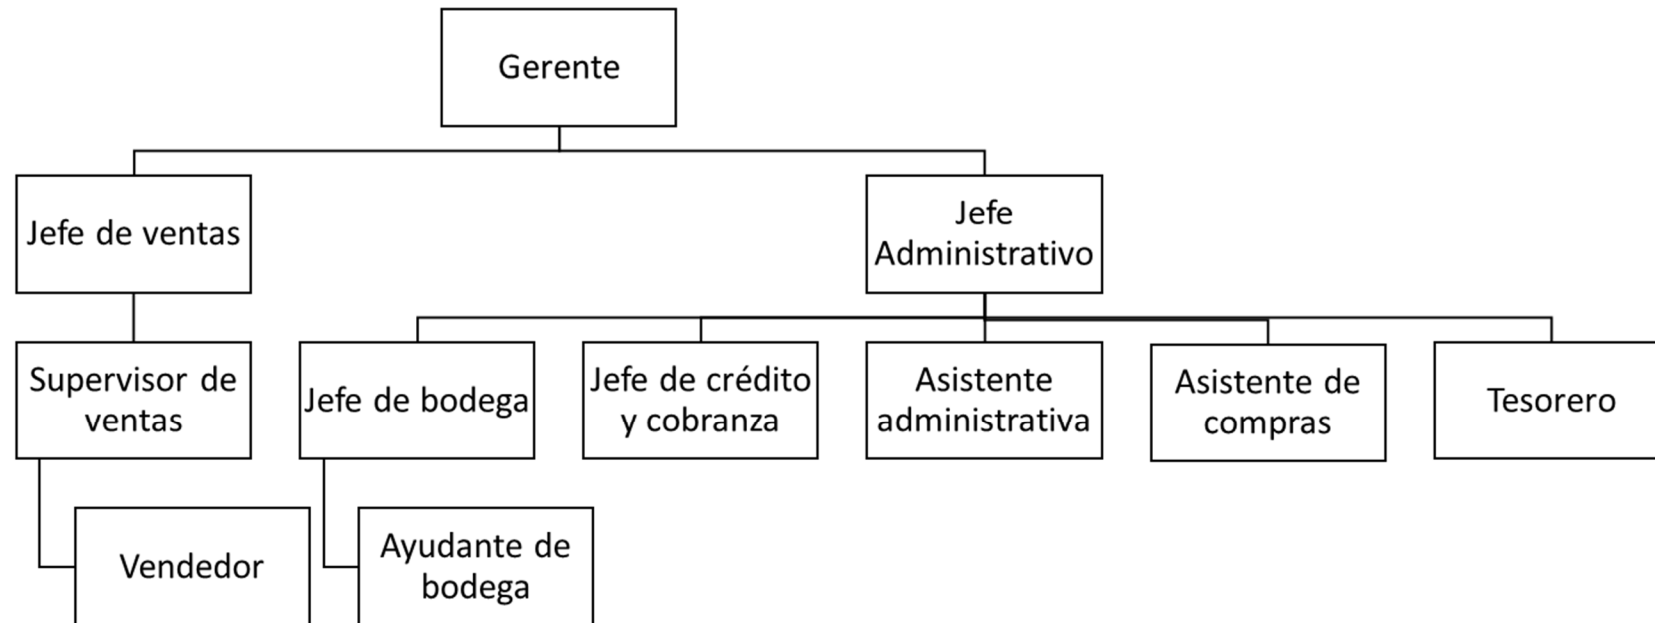 Gerente
Jefe de ventas
Jefe
Administrativo
Supervisor de
ventas
Jefe de bodega
Jefe de crédito
y cobranza
Asistente
administrativa
Asistente de
compras
Tesorero
Vendedor
Ayudante de
bodega